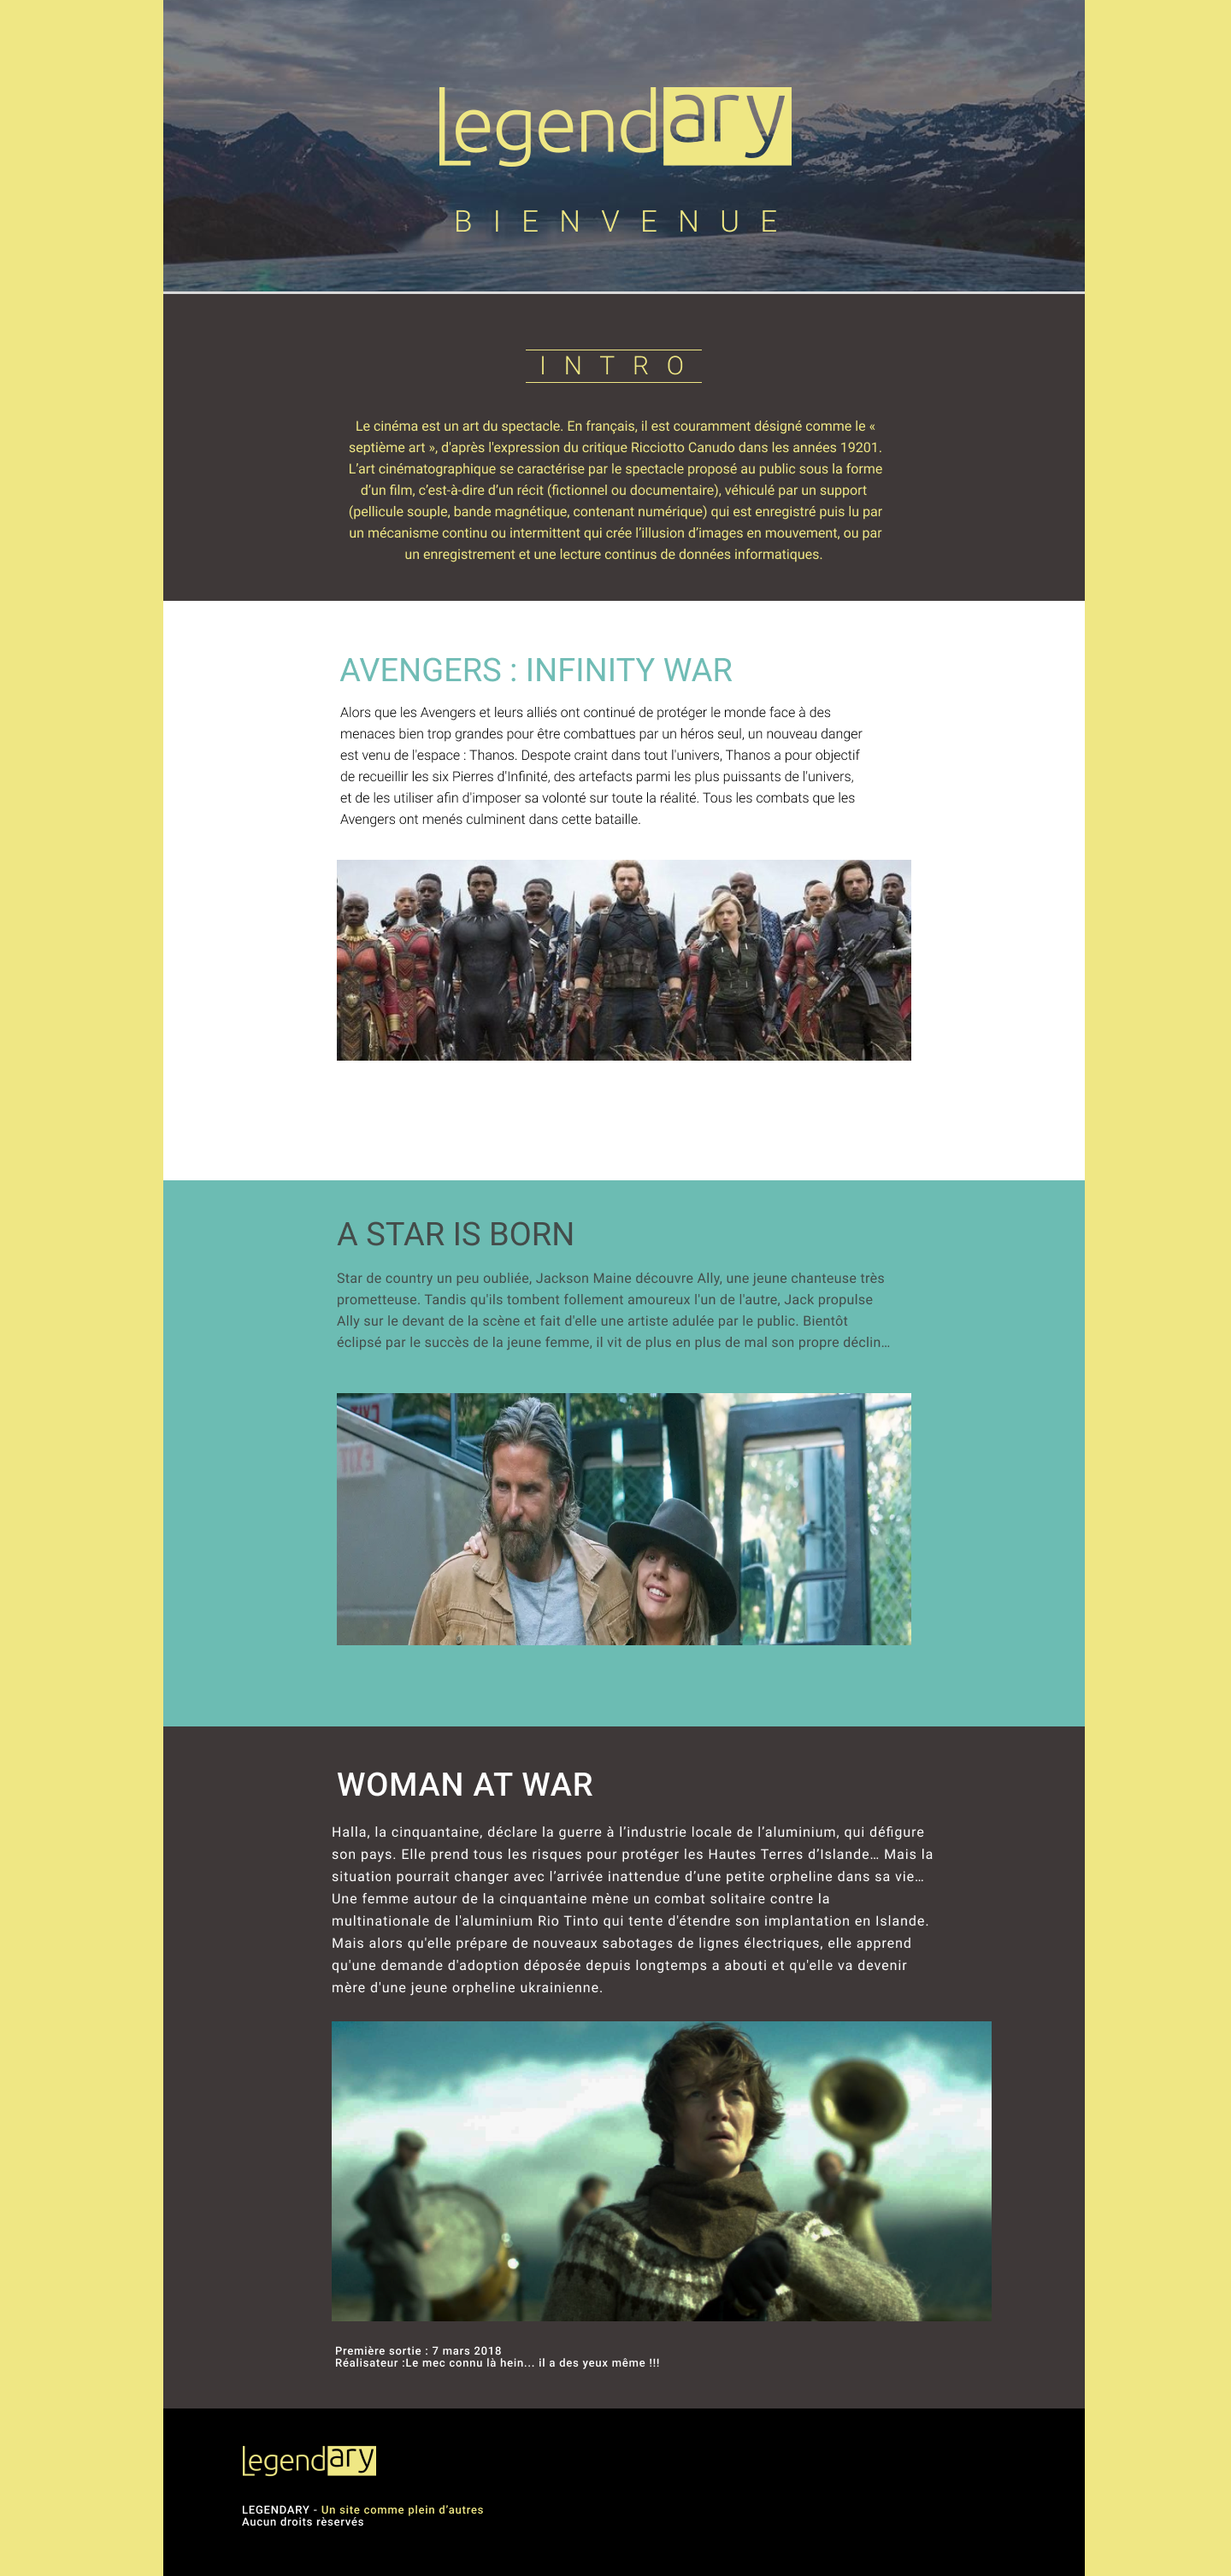 legendary
BIENVENUE
INTRO
Le cinéma est un art du spectacle. En français, il est couramment désigné comme le «
septième art », d'après l'expression du critique Ricciotto Canudo dans les années 19201.
L’art cinématographique se caractérise par le spectacle proposé au public sous la forme
d’un film, c’est-à-dire d’un récit (fictionnel ou documentaire), véhiculé par un support
(pellicule souple, bande magnétique, contenant numérique) qui est enregistré puis lu par
un mécanisme continu ou intermittent qui crée l’illusion d’images en mouvement, ou par
un enregistrement et une lecture continus de données informatiques.
AVENGERS : INFINITY WAR
Alors que les Avengers et leurs alliés ont continué de protéger le monde face à des
menaces bien trop grandes pour être combattues par un héros seul, un nouveau danger
est venu de l'espace : Thanos. Despote craint dans tout l'univers, Thanos a pour objectif
de recueillir les six Pierres d'Infinité, des artefacts parmi les plus puissants de l'univers,
et de les utiliser afin d'imposer sa volonté sur toute la réalité. Tous les combats que les
Avengers ont menés culminent dans cette bataille.
A STAR IS BORN
Star de country un peu oubliée, Jackson Maine découvre Ally, une jeune chanteuse très
prometteuse. Tandis qu'ils tombent follement amoureux l'un de l'autre, Jack propulse
Ally sur le devant de la scène et fait d'elle une artiste adulée par le public. Bientôt
éclipsé par le succès de la jeune femme, il vit de plus en plus de mal son propre déclin…
EXIT
EXIT
WOMAN AT WAR
Halla, la cinquantaine, déclare la guerre à l’industrie locale de l’aluminium, qui défigure
son pays. Elle prend tous les risques pour protéger les Hautes Terres d’Islande… Mais la
situation pourrait changer avec l’arrivée inattendue d’une petite orpheline dans sa vie…
Une femme autour de la cinquantaine mène un combat solitaire contre la
multinationale de l'aluminium Rio Tinto qui tente d'étendre son implantation en Islande.
Mais alors qu'elle prépare de nouveaux sabotages de lignes électriques, elle apprend
qu'une demande d'adoption déposée depuis longtemps a abouti et qu'elle va devenir
mère d'une jeune orpheline ukrainienne.
Première sortie : 7 mars 2018
Réalisateur :Le mec connu là hein... il a des yeux même !!!
legendary
LEGENDARY - Un site comme plein d’autres
Aucun droits rèservés